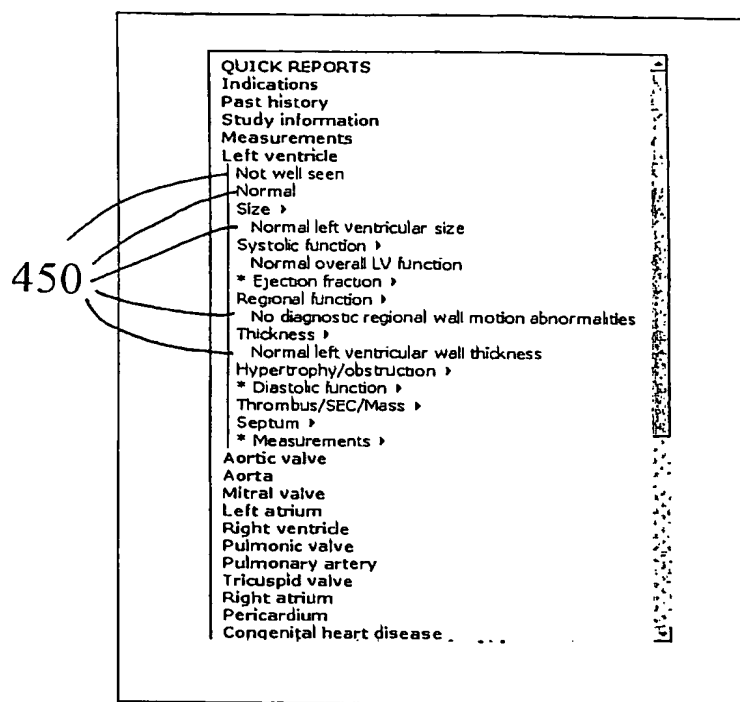 QUICK REPORTS
Indications
Past history
Study information
Measurements
Left ventricle
Not well seen
Normal
Size ▸
Normal left ventricular size
Systolic function ▸
Normal overall LV function
* Ejection fraction ▸
Regional function ▸
No diagnostic regional wall motion abnormalities
Thickness ▸
Normal left ventricular wall thickness
Hypertrophy/obstruction ▸
* Diastolic function ▸
Thrombus/SEC/Mass ▸
Septum ▸
* Measurements ▸
Aortic valve
Aorta
Mitral valve
Left atrium
Right ventricle
Pulmonic valve
Pulmonary artery
Tricuspid valve
Right atrium
Pericardium
Congenital heart disease
450